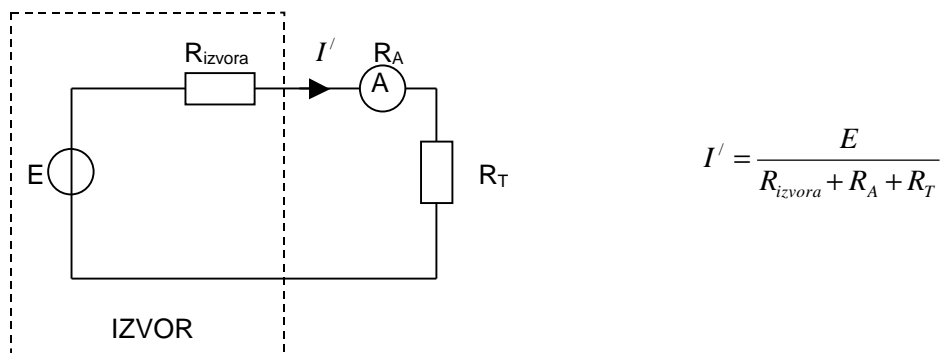 R_izvora I′ R_A
A
E
R_T
I′ = E / (R_izvora + R_A + R_T)
IZVOR